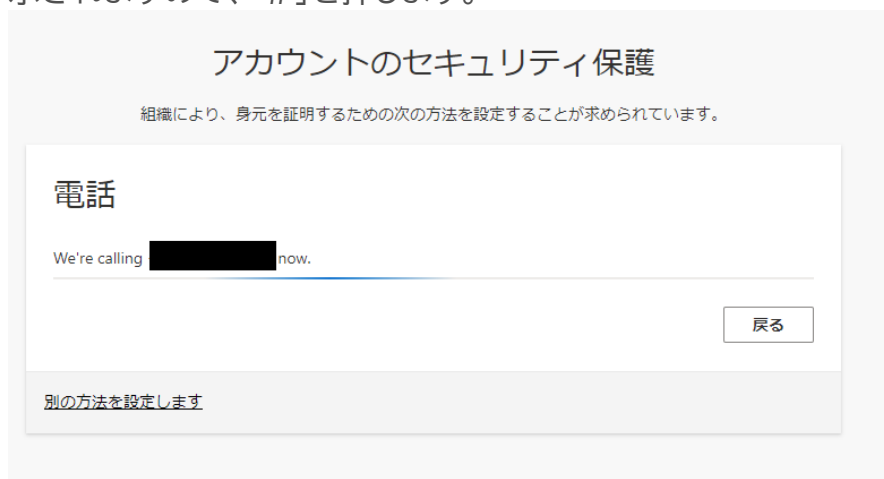 アカウントのセキュリティ保護
組織により、身元を証明するための次の方法を設定することが求められています。
電話
We're calling now.
戻る
別の方法を設定します